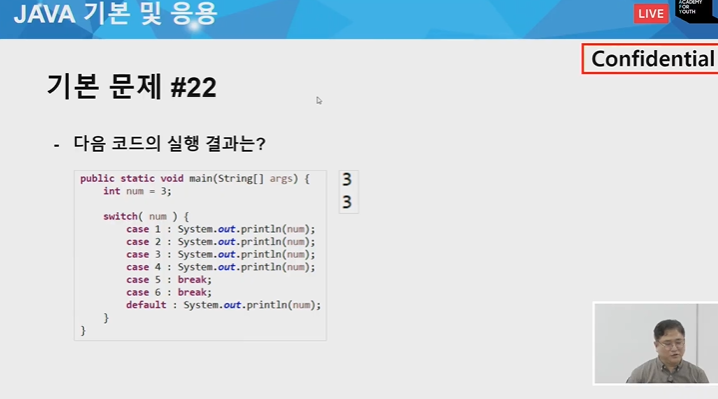 JAVA 기본 및 응용
LIVE
ACADEMY
FOR
YOUTH
Confidential
기본 문제 #22
- 다음 코드의 실행 결과는?
public static void main(String[] args) {
int num = 3;
switch( num ) {
case 1 : System.out.println(num);
case 2 : System.out.println(num);
case 3 : System.out.println(num);
case 4 : System.out.println(num);
case 5 : break;
case 6 : break;
default : System.out.println(num);
}
}
3
3